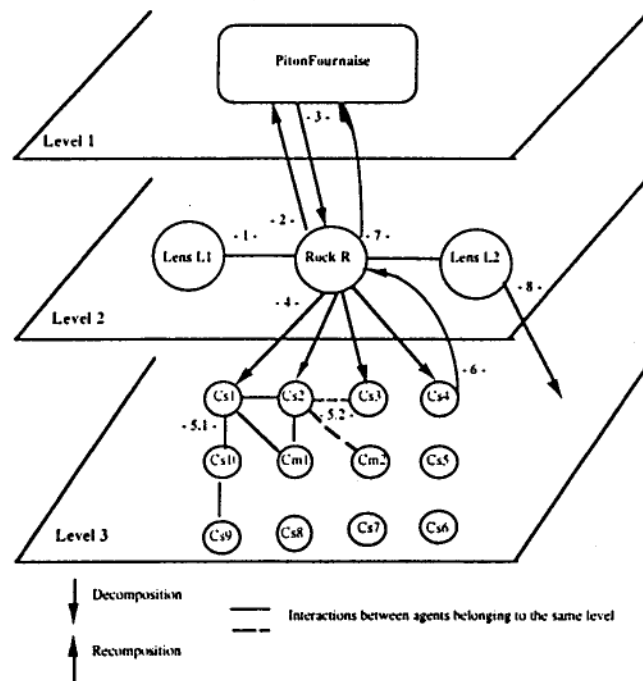 PitonFournaise
- 3 -
Level 1
- 2 -
- 1 -
- 7 -
Lens L1
Rock R
Lens L2
- 8 -
- 4 -
Level 2
- 6 -
Cs1
Cs2
Cs3
Cs4
- 5.1 -
- 5.2 -
Cs10
Cm1
Cm2
Cs5
Level 3
Cs9
Cs8
Cs7
Cs6
Decomposition
Interactions between agents belonging to the same level
Recomposition